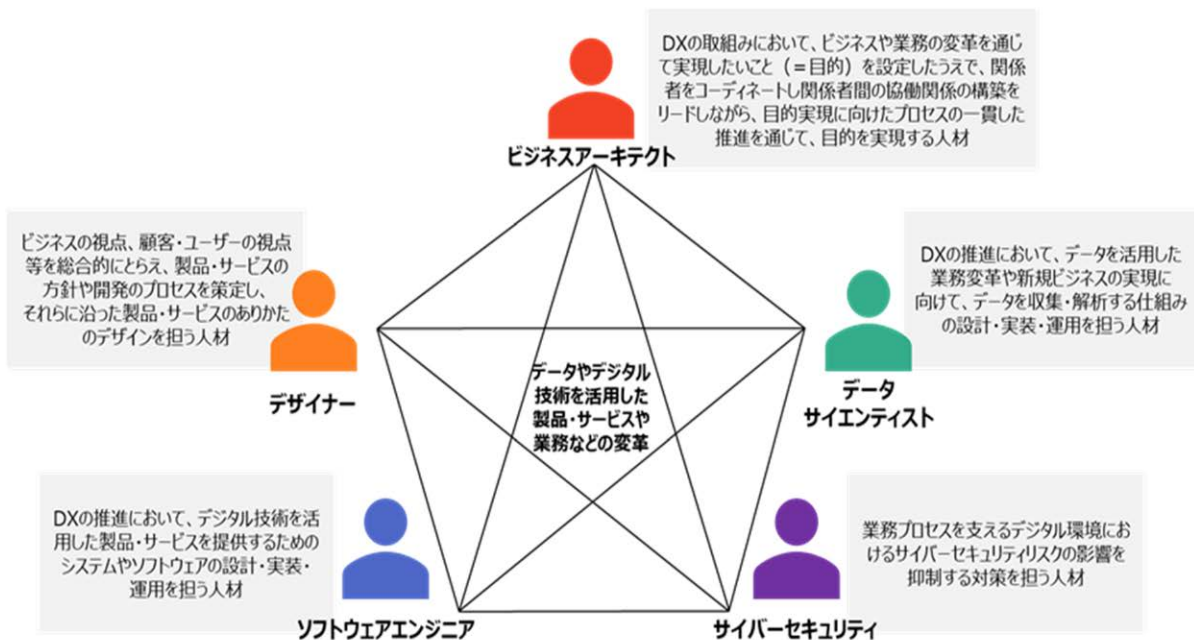 DXの取組みにおいて、ビジネスや業務の変革を通じ
て実現したいこと（＝目的）を設定したうえで、関係
者をコーディネートし関係者間の協働関係の構築を
リードしながら、目的実現に向けたプロセスの一貫した
推進を通じて、目的を実現する人材
ビジネスアーキテクト
ビジネスの視点、顧客・ユーザーの視点
等を総合的にとらえ、製品・サービスの
方針や開発のプロセスを策定し、
それらに沿った製品・サービスのありかた
のデザインを担う人材
デザイナー
DXの推進において、データを活用した
業務変革や新規ビジネスの実現に
向けて、データを収集・解析する仕組み
の設計・実装・運用を担う人材
データ
サイエンティスト
データやデジタル
技術を活用した
製品・サービスや
業務などの変革
DXの推進において、デジタル技術を活
用した製品・サービスを提供するための
システムやソフトウェアの設計・実装・
運用を担う人材
ソフトウェアエンジニア
業務プロセスを支えるデジタル環境にお
けるサイバーセキュリティリスクの影響を
抑制する対策を担う人材
サイバーセキュリティ